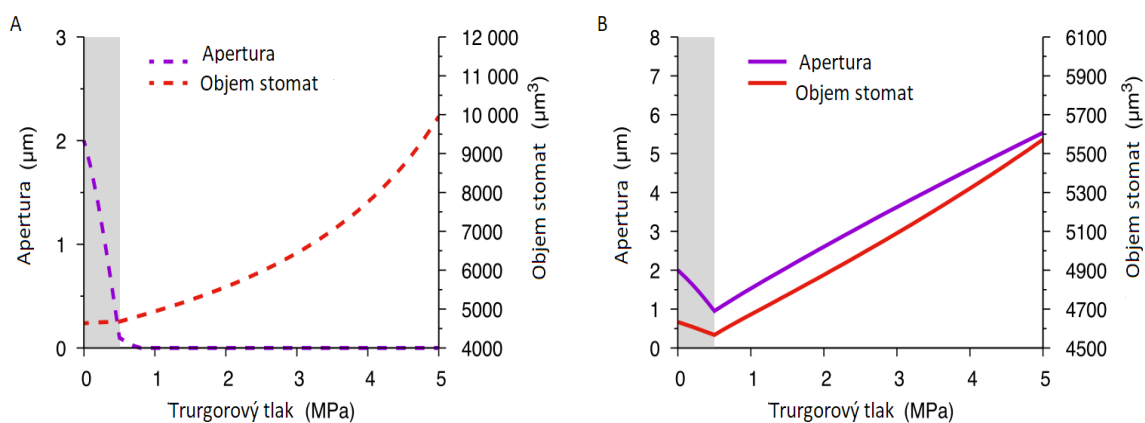 A
Apertura (µm)
3
2
1
0
Apertura
Objem stomat
12 000
11 000
10 000
9000
8000
7000
6000
5000
4000
Objem stomat (µm³)
0 1 2 3 4 5
Trurgorový tlak (MPa)
B
Apertura (µm)
8
7
6
5
4
3
2
1
0
Apertura
Objem stomat
6100
5900
5700
5500
5300
5100
4900
4700
4500
Objem stomat (µm³)
0 1 2 3 4 5
Trurgorový tlak (MPa)